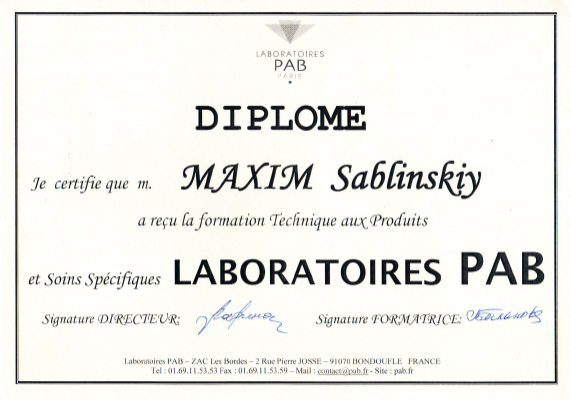 LABORATOIRES
PAB
PARIS
DIPLOME
Je certifie que m. MAXIM Sablinskiy
a reçu la formation Technique aux Produits
et Soins Spécifiques LABORATOIRES PAB
Signature DIRECTEUR: Signature FORMATRICE:
Laboratoires PAB – ZAC Les Bordes – 2 Rue Pierre JOSSE – 91070 BONDOUFLE FRANCE
Tel : 01.69.11.53.53 Fax : 01.69.11.53.59 – Mail : contact@pab.fr - Site : pab.fr